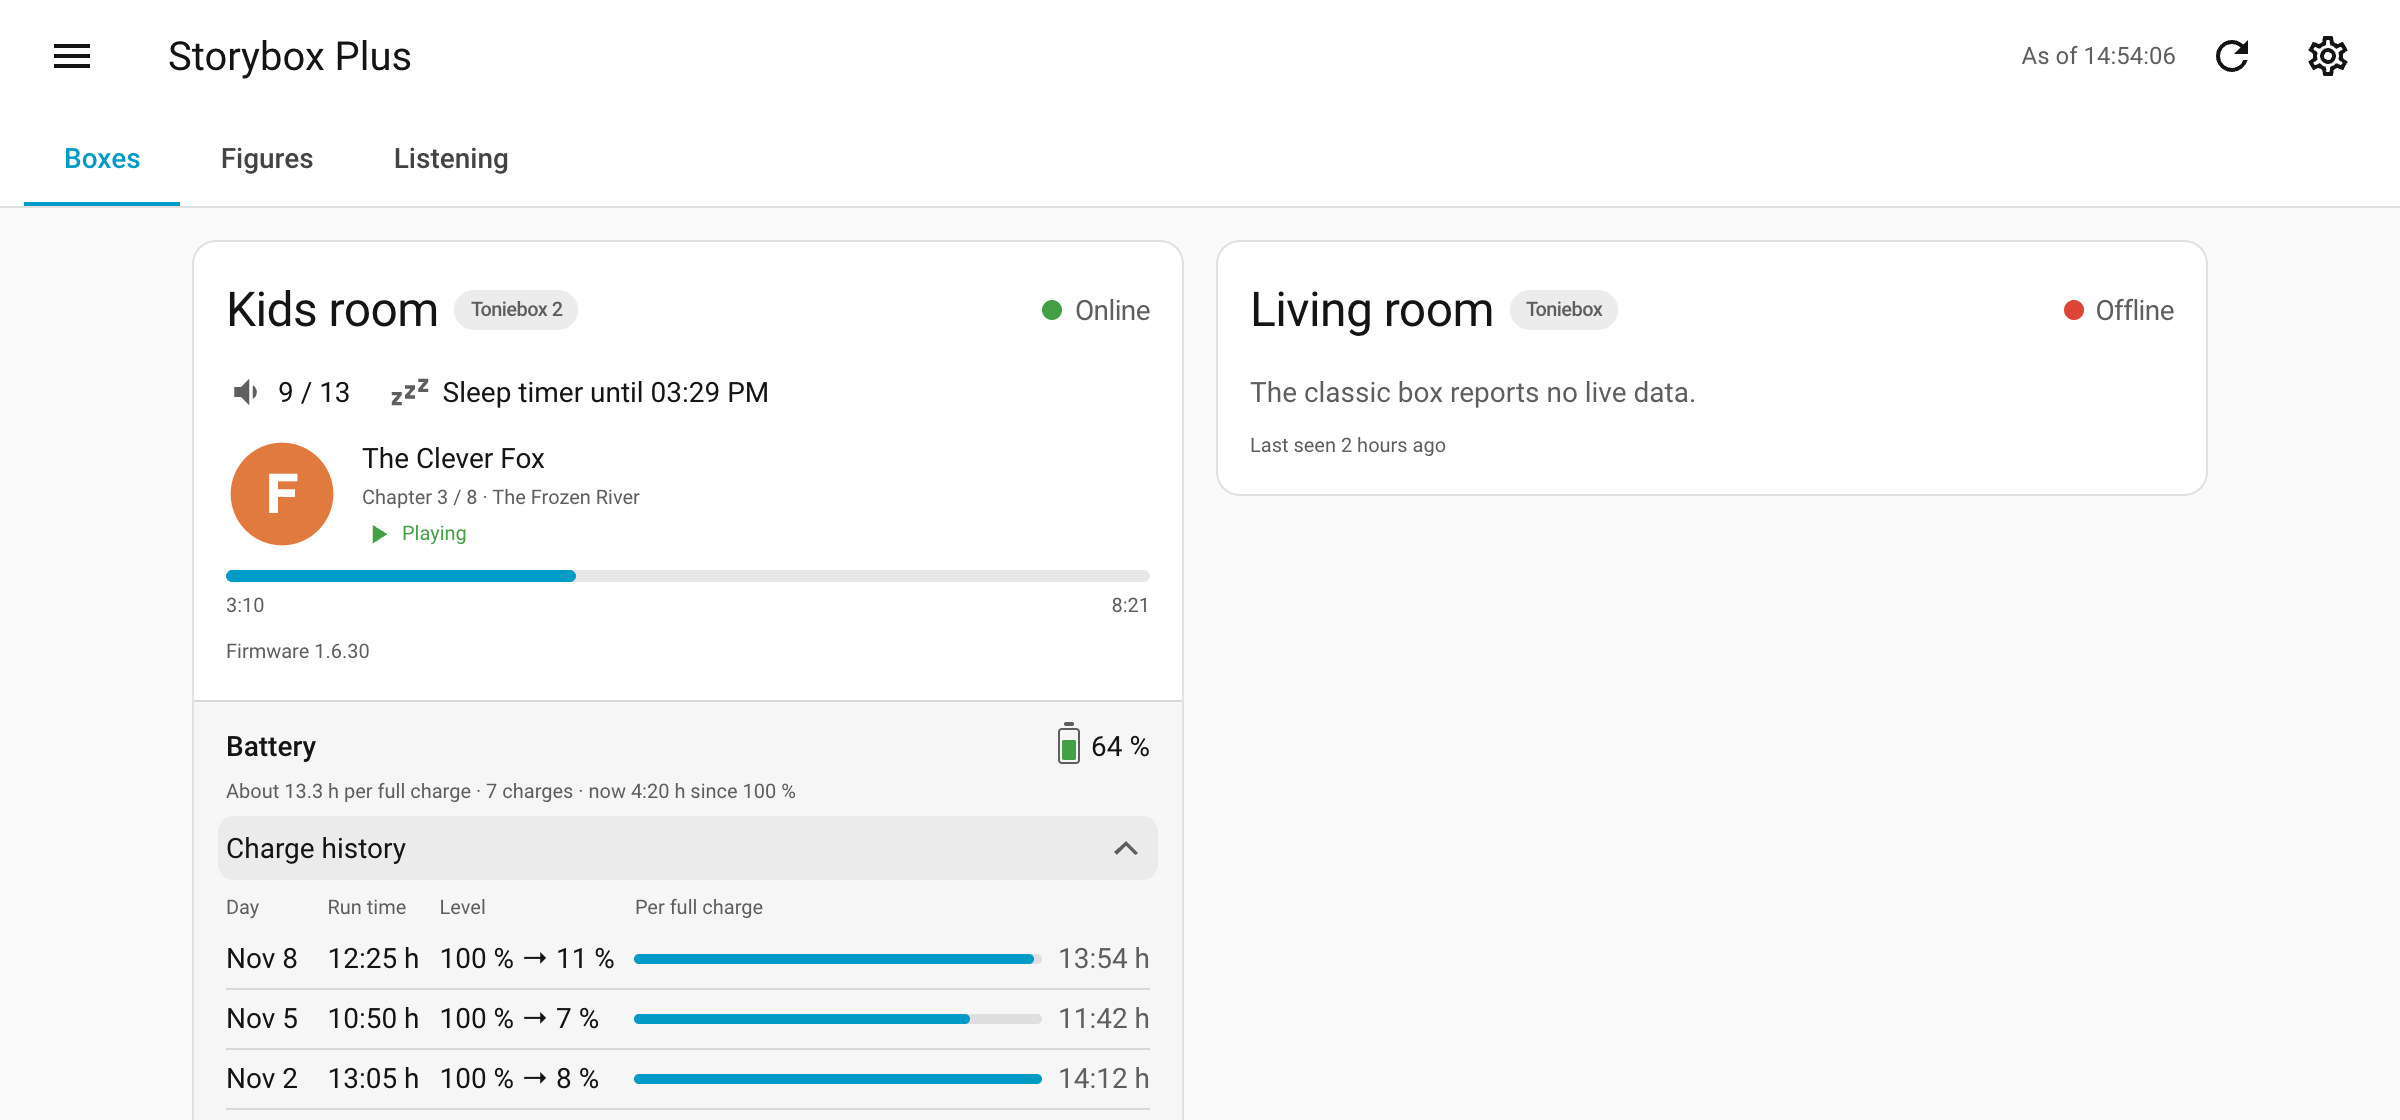 Storybox Plus
As of 14:54:06
Boxes
Figures
Listening
Kids room
Toniebox 2
Online
9 / 13
zzZ Sleep timer until 03:29 PM
F
The Clever Fox
Chapter 3 / 8 · The Frozen River
Playing
3:10
8:21
Firmware 1.6.30
Battery
64 %
About 13.3 h per full charge · 7 charges · now 4:20 h since 100 %
Charge history
Day Run time Level Per full charge
Nov 8 12:25 h 100 % → 11 % 13:54 h
Nov 5 10:50 h 100 % → 7 % 11:42 h
Nov 2 13:05 h 100 % → 8 % 14:12 h
Living room
Toniebox
Offline
The classic box reports no live data.
Last seen 2 hours ago